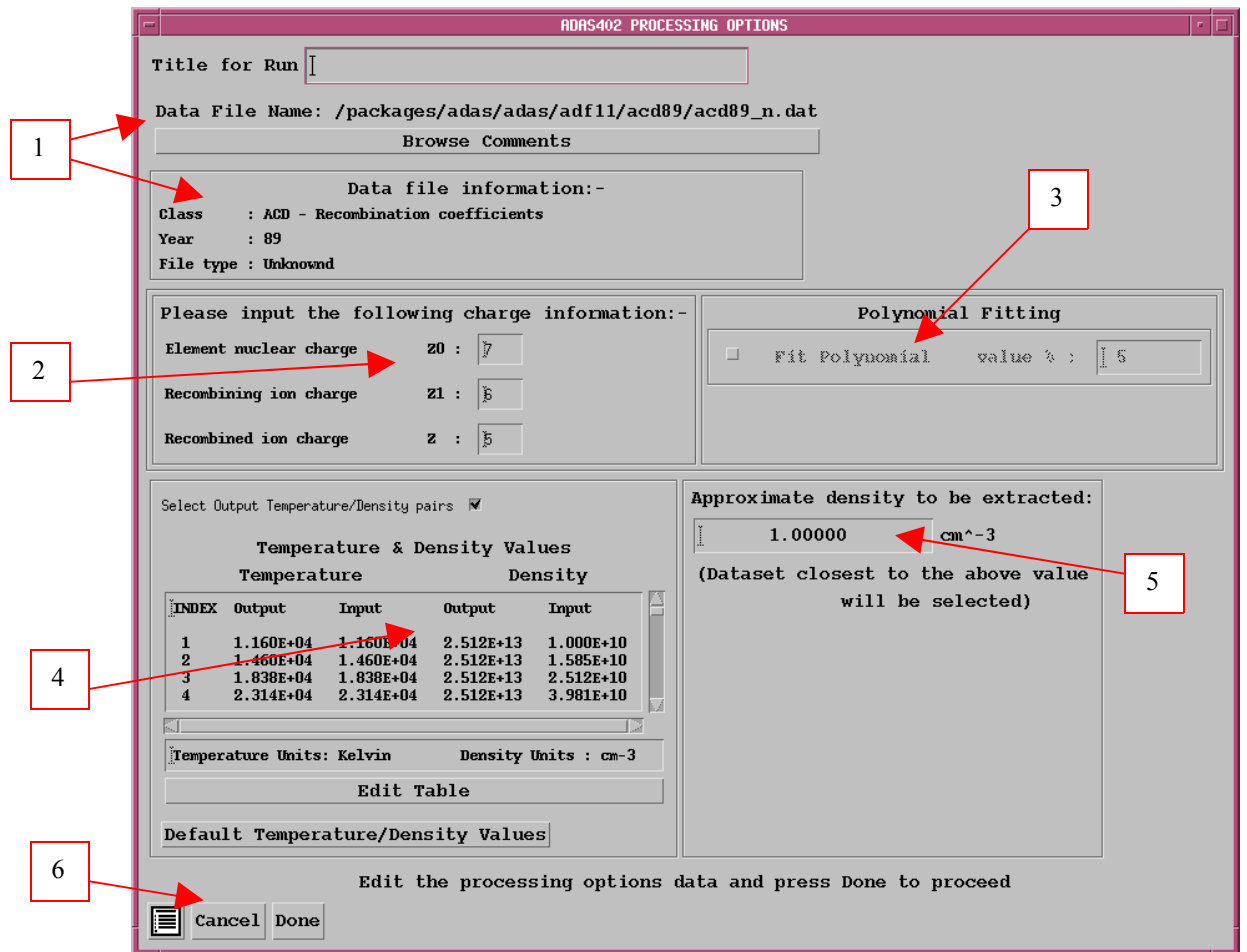 ADAS402 PROCESSING OPTIONS
Title for Run
Data File Name: /packages/adas/adas/adf11/acd89/acd89_n.dat
1
Browse Comments
Data file information:-
Class : ACD - Recombination coefficients
Year : 89
File type : Unknownd
3
Please input the following charge information:-
Element nuclear charge Z0 : 7
Recombining ion charge Z1 : 6
Recombined ion charge Z : 5
2
Polynomial Fitting
Fit Polynomial value % : 5
Select Output Temperature/Density pairs
Temperature & Density Values
Temperature Density
INDEX Output Input Output Input
1 1.160E+04 1.160E+04 2.512E+13 1.000E+10
2 1.460E+04 1.460E+04 2.512E+13 1.585E+10
3 1.838E+04 1.838E+04 2.512E+13 2.512E+10
4 2.314E+04 2.314E+04 2.512E+13 3.981E+10
4
Temperature Units: Kelvin Density Units : cm-3
Edit Table
Default Temperature/Density Values
Approximate density to be extracted:
1.00000 cm^-3
(Dataset closest to the above value
will be selected)
5
6
Edit the processing options data and press Done to proceed
Cancel Done